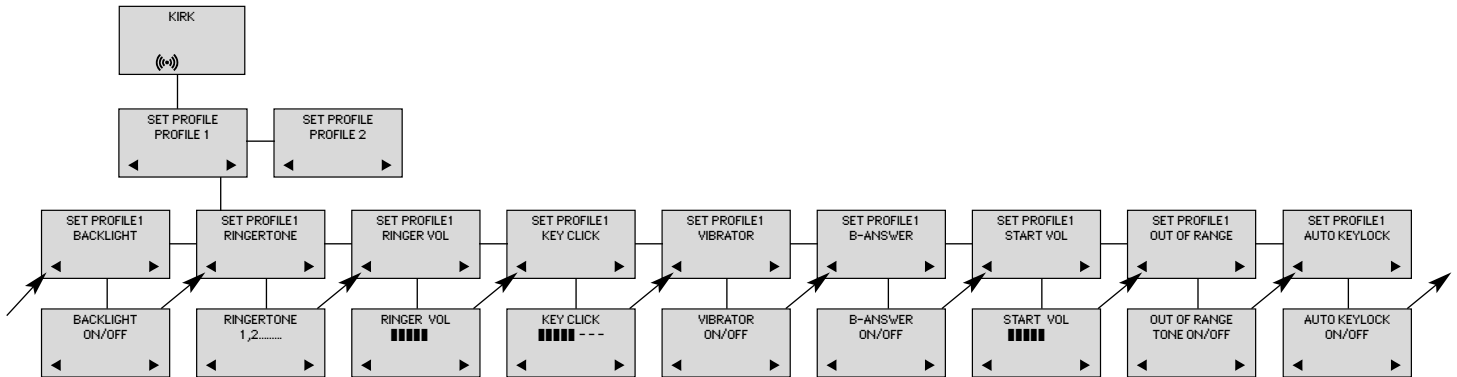 KIRK
SET PROFILE
PROFILE 1
SET PROFILE
PROFILE 2
SET PROFILE1
BACKLIGHT
SET PROFILE1
RINGERTONE
SET PROFILE1
RINGER VOL
SET PROFILE1
KEY CLICK
SET PROFILE1
VIBRATOR
SET PROFILE1
B-ANSWER
SET PROFILE1
START VOL
SET PROFILE1
OUT OF RANGE
SET PROFILE1
AUTO KEYLOCK
BACKLIGHT
ON/OFF
RINGERTONE
1,2.........
RINGER VOL
KEY CLICK
---
VIBRATOR
ON/OFF
B-ANSWER
ON/OFF
START VOL
OUT OF RANGE
TONE ON/OFF
AUTO KEYLOCK
ON/OFF